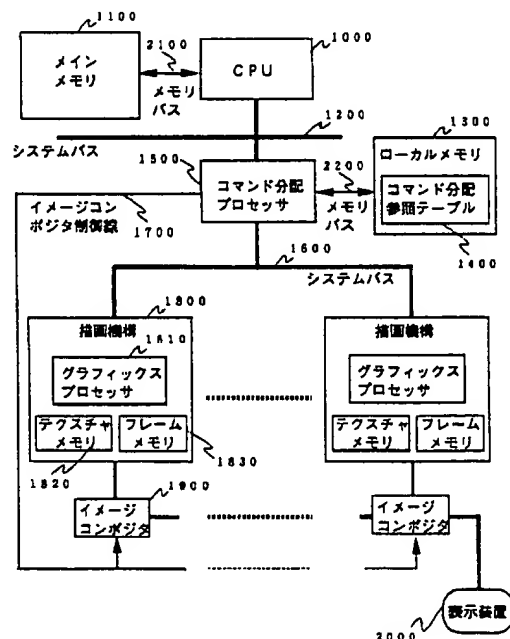 1100
メイン
メモリ
2100
メモリ
バス
1000
CPU
1200
システムバス
1500
コマンド分配
プロセッサ
2200
メモリ
バス
1300
ローカルメモリ
コマンド分配
参照テーブル
1400
イメージコン
ポジタ制御線
1700
1600
システムバス
1800
描画機構
1810
グラフィックス
プロセッサ
テクスチャ
メモリ
フレーム
メモリ
1820
1830
描画機構
グラフィックス
プロセッサ
テクスチャ
メモリ
フレーム
メモリ
1900
イメージ
コンポジタ
イメージ
コンポジタ
表示装置
2000